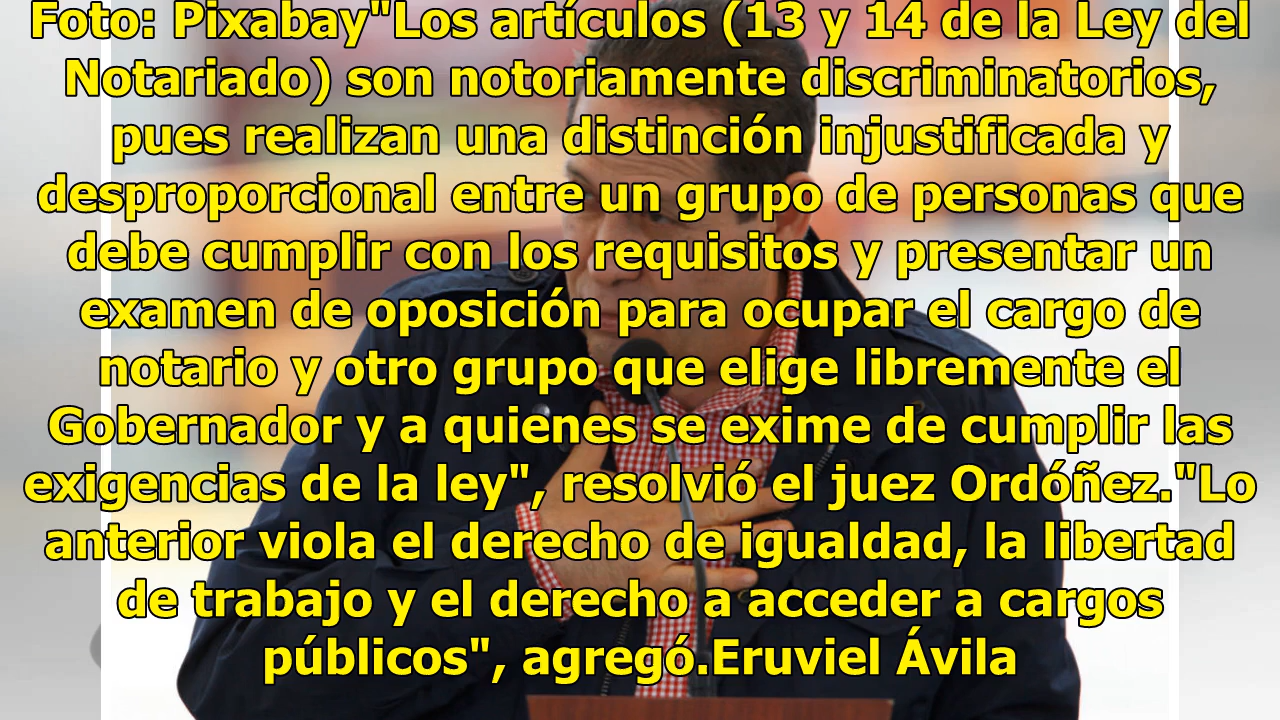 Foto: Pixabay"Los artículos (13 y 14 de la Ley del
Notariado) son notoriamente discriminatorios,
pues realizan una distinción injustificada y
desproporcional entre un grupo de personas que
debe cumplir con los requisitos y presentar un
examen de oposición para ocupar el cargo de
notario y otro grupo que elige libremente el
Gobernador y a quienes se exime de cumplir las
exigencias de la ley", resolvió el juez Ordóñez."Lo
anterior viola el derecho de igualdad, la libertad
de trabajo y el derecho a acceder a cargos
públicos", agregó.Eruviel Ávila